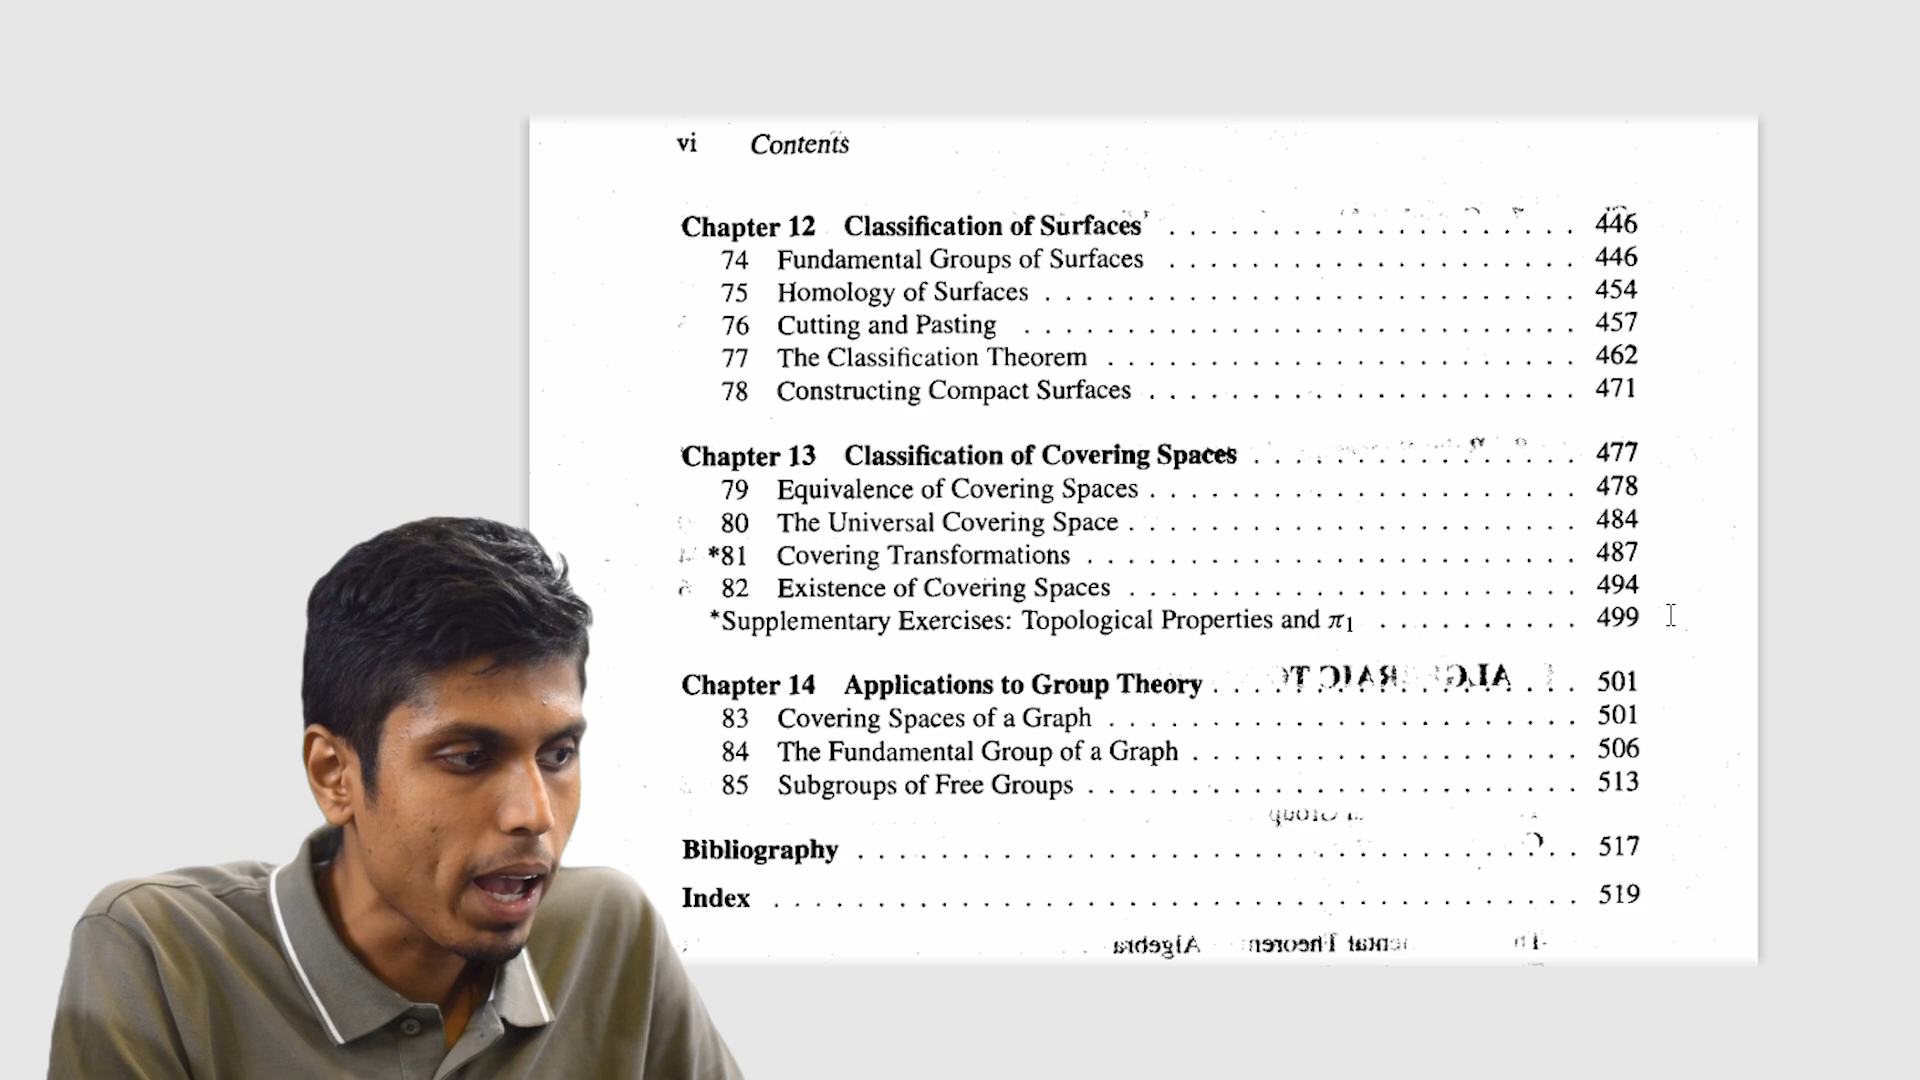 vi Contents
Chapter 12 Classification of Surfaces . . . . . . . . . . . . . . . . . . . . 446
74 Fundamental Groups of Surfaces . . . . . . . . . . . . . . . . . . . . 446
75 Homology of Surfaces . . . . . . . . . . . . . . . . . . . . . . . . . . 454
76 Cutting and Pasting . . . . . . . . . . . . . . . . . . . . . . . . . . . 457
77 The Classification Theorem . . . . . . . . . . . . . . . . . . . . . . . 462
78 Constructing Compact Surfaces . . . . . . . . . . . . . . . . . . . . . 471
Chapter 13 Classification of Covering Spaces . . . . . . . . . . . . . . . . 477
79 Equivalence of Covering Spaces . . . . . . . . . . . . . . . . . . . . . 478
80 The Universal Covering Space . . . . . . . . . . . . . . . . . . . . . . 484
*81 Covering Transformations . . . . . . . . . . . . . . . . . . . . . . . . 487
82 Existence of Covering Spaces . . . . . . . . . . . . . . . . . . . . . . 494
*Supplementary Exercises: Topological Properties and π₁ . . . . . . . . . . 499
Chapter 14 Applications to Group Theory . . . . . . . . . . . . . . . . . . 501
83 Covering Spaces of a Graph . . . . . . . . . . . . . . . . . . . . . . . 501
84 The Fundamental Group of a Graph . . . . . . . . . . . . . . . . . . . 506
85 Subgroups of Free Groups . . . . . . . . . . . . . . . . . . . . . . . . 513
Bibliography . . . . . . . . . . . . . . . . . . . . . . . . . . . . . . . . . . . 517
Index . . . . . . . . . . . . . . . . . . . . . . . . . . . . . . . . . . . . . . . 519